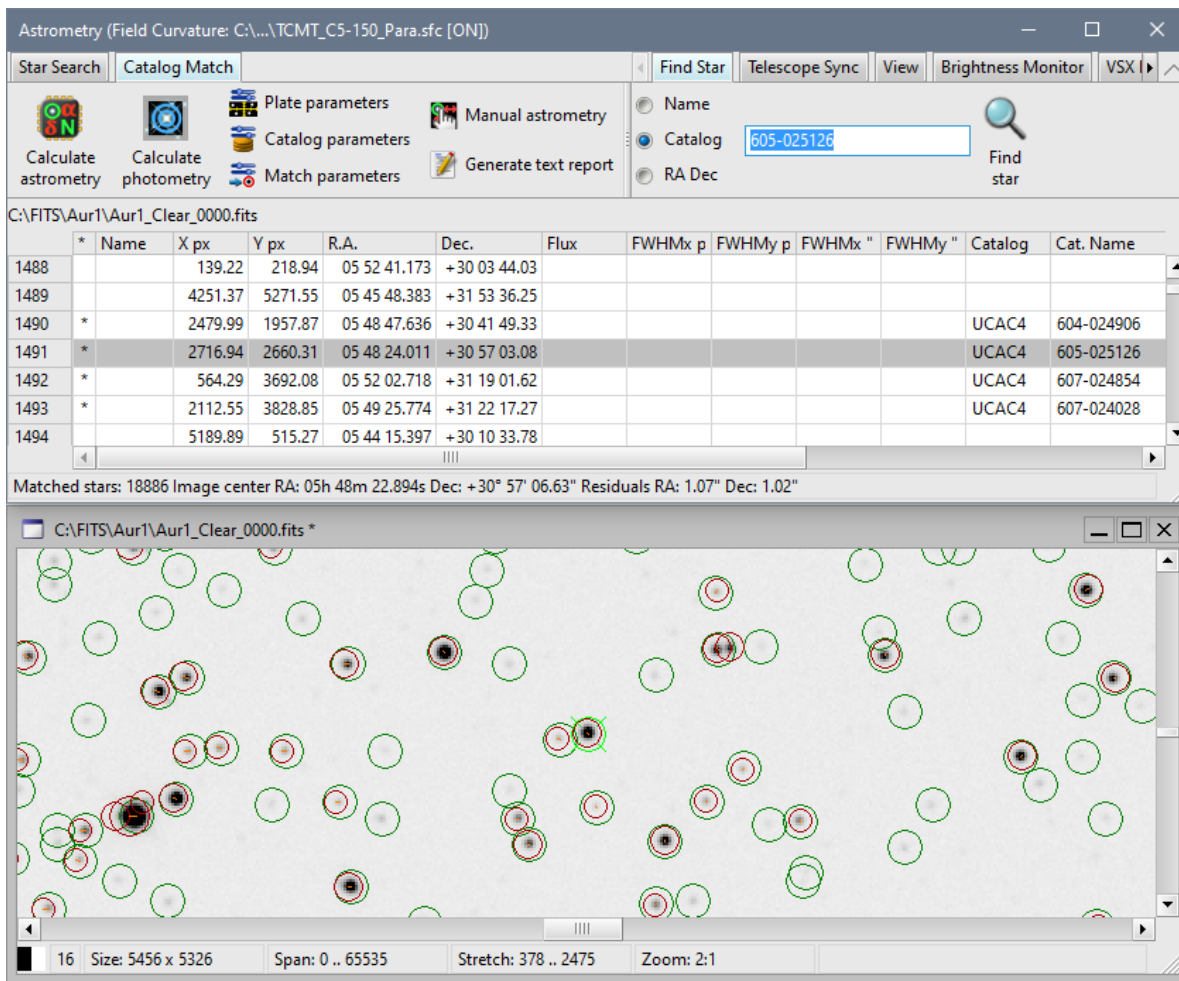 Astrometry (Field Curvature: C:\...\TCMT_C5-150_Para.sfc [ON])
Star Search Catalog Match Find Star Telescope Sync View Brightness Monitor VSX
Calculate astrometry
Calculate photometry
Plate parameters
Catalog parameters
Match parameters
Manual astrometry
Generate text report
Name
Catalog 605-025126
RA Dec
Find star
C:\FITS\Aur1\Aur1_Clear_0000.fits
* Name X px Y px R.A. Dec. Flux FWHMx p FWHMy p FWHMx " FWHMy " Catalog Cat. Name
1488 139.22 218.94 05 52 41.173 +30 03 44.03
1489 4251.37 5271.55 05 45 48.383 +31 53 36.25
1490 * 2479.99 1957.87 05 48 47.636 +30 41 49.33 UCAC4 604-024906
1491 * 2716.94 2660.31 05 48 24.011 +30 57 03.08 UCAC4 605-025126
1492 * 564.29 3692.08 05 52 02.718 +31 19 01.62 UCAC4 607-024854
1493 * 2112.55 3828.85 05 49 25.774 +31 22 17.27 UCAC4 607-024028
1494 5189.89 515.27 05 44 15.397 +30 10 33.78
Matched stars: 18886 Image center RA: 05h 48m 22.894s Dec: +30° 57' 06.63" Residuals RA: 1.07" Dec: 1.02"
C:\FITS\Aur1\Aur1_Clear_0000.fits *
16 Size: 5456 x 5326 Span: 0 .. 65535 Stretch: 378 .. 2475 Zoom: 2:1